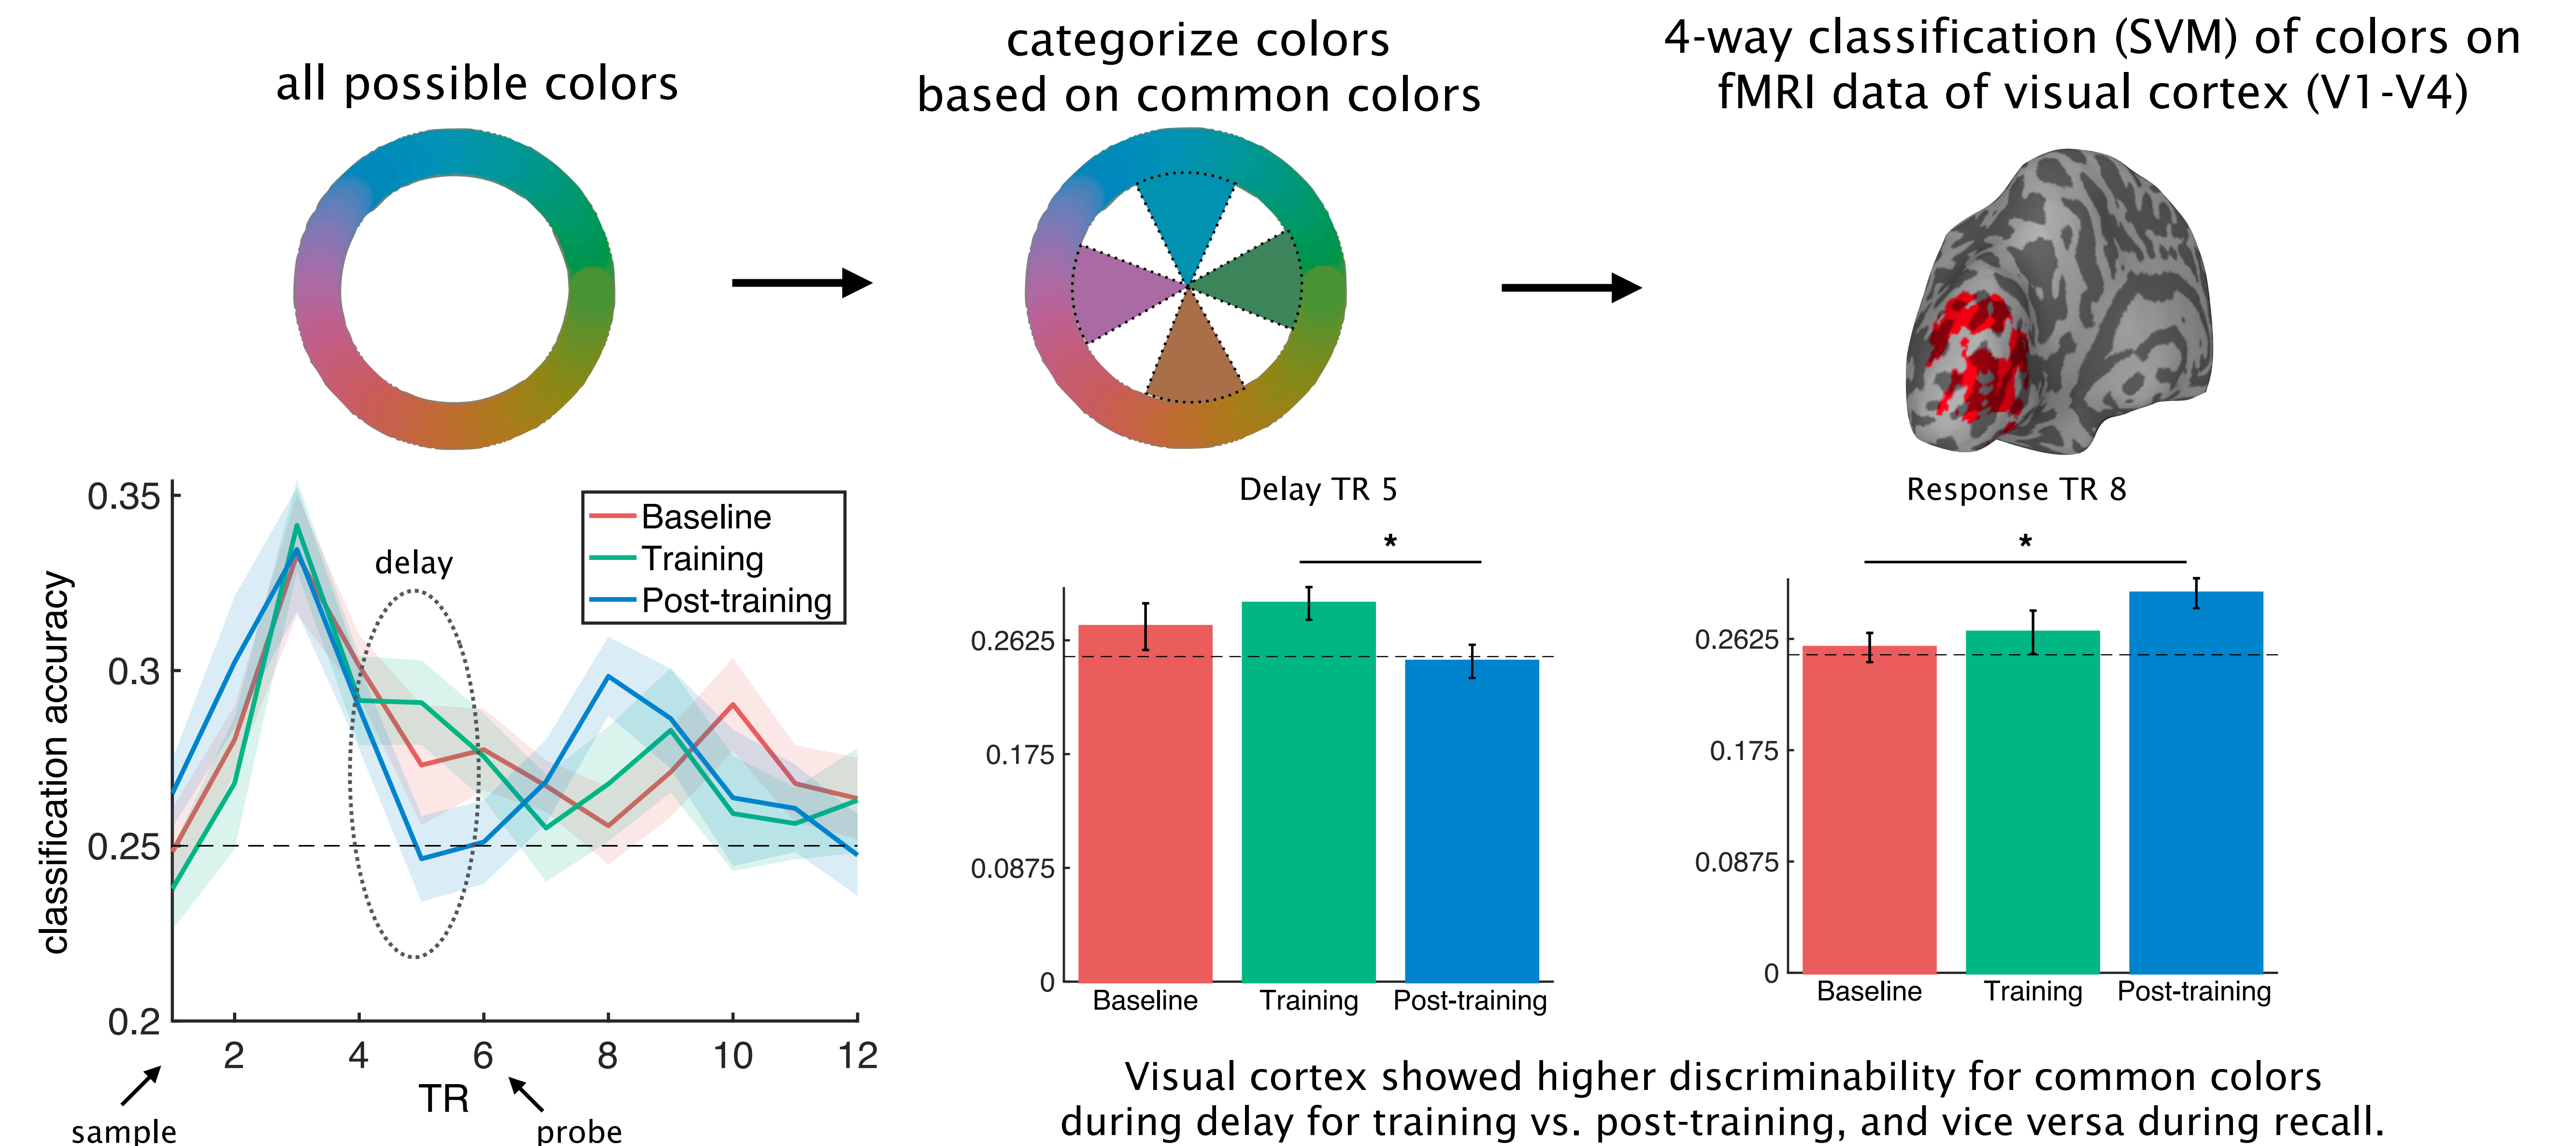 all possible colors
categorize colors
based on common colors
4-way classification (SVM) of colors on
fMRI data of visual cortex (V1-V4)
0.35
0.3
0.25
0.2
classification accuracy
delay
Baseline
Training
Post-training
2
4
6
8
10
12
TR
sample
probe
Delay TR 5
*
0.2625
0.175
0.0875
0
Baseline
Training
Post-training
Response TR 8
*
0.2625
0.175
0.0875
0
Baseline
Training
Post-training
Visual cortex showed higher discriminability for common colors
during delay for training vs. post-training, and vice versa during recall.